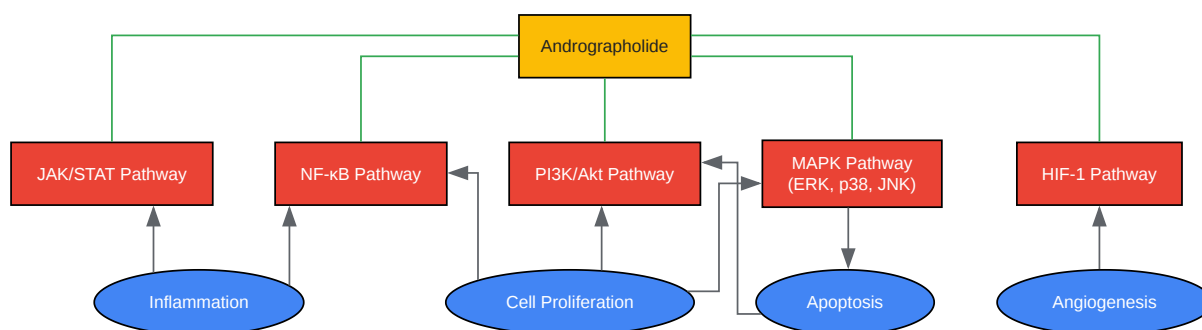 Andrographolide
JAK/STAT Pathway
NF-κB Pathway
PI3K/Akt Pathway
MAPK Pathway
(ERK, p38, JNK)
HIF-1 Pathway
Inflammation
Cell Proliferation
Apoptosis
Angiogenesis